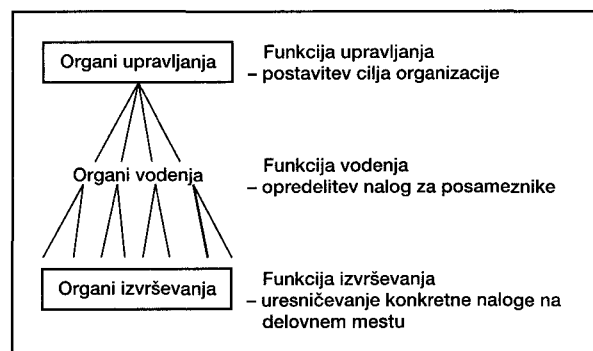 Organi upravljanja
Funkcija upravljanja
– postavitev cilja organizacije
Organi vodenja
Funkcija vodenja
– opredelitev nalog za posameznike
Organi izvrševanja
Funkcija izvrševanja
– uresničevanje konkretne naloge na
delovnem mestu